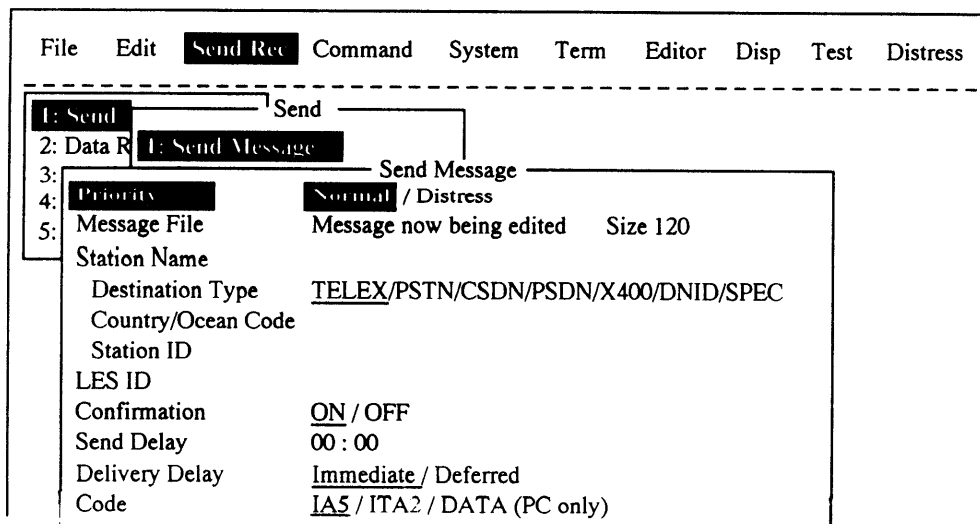 File Edit Send Rec Command System Term Editor Disp Test Distress
Send
1: Send
2: Data R 1: Send Message
Send Message
3:
4: Priority Normal / Distress
5: Message File Message now being edited Size 120
Station Name
Destination Type TELEX/PSTN/CSDN/PSDN/X400/DNID/SPEC
Country/Ocean Code
Station ID
LES ID
Confirmation ON / OFF
Send Delay 00 : 00
Delivery Delay Immediate / Deferred
Code IA5 / ITA2 / DATA (PC only)